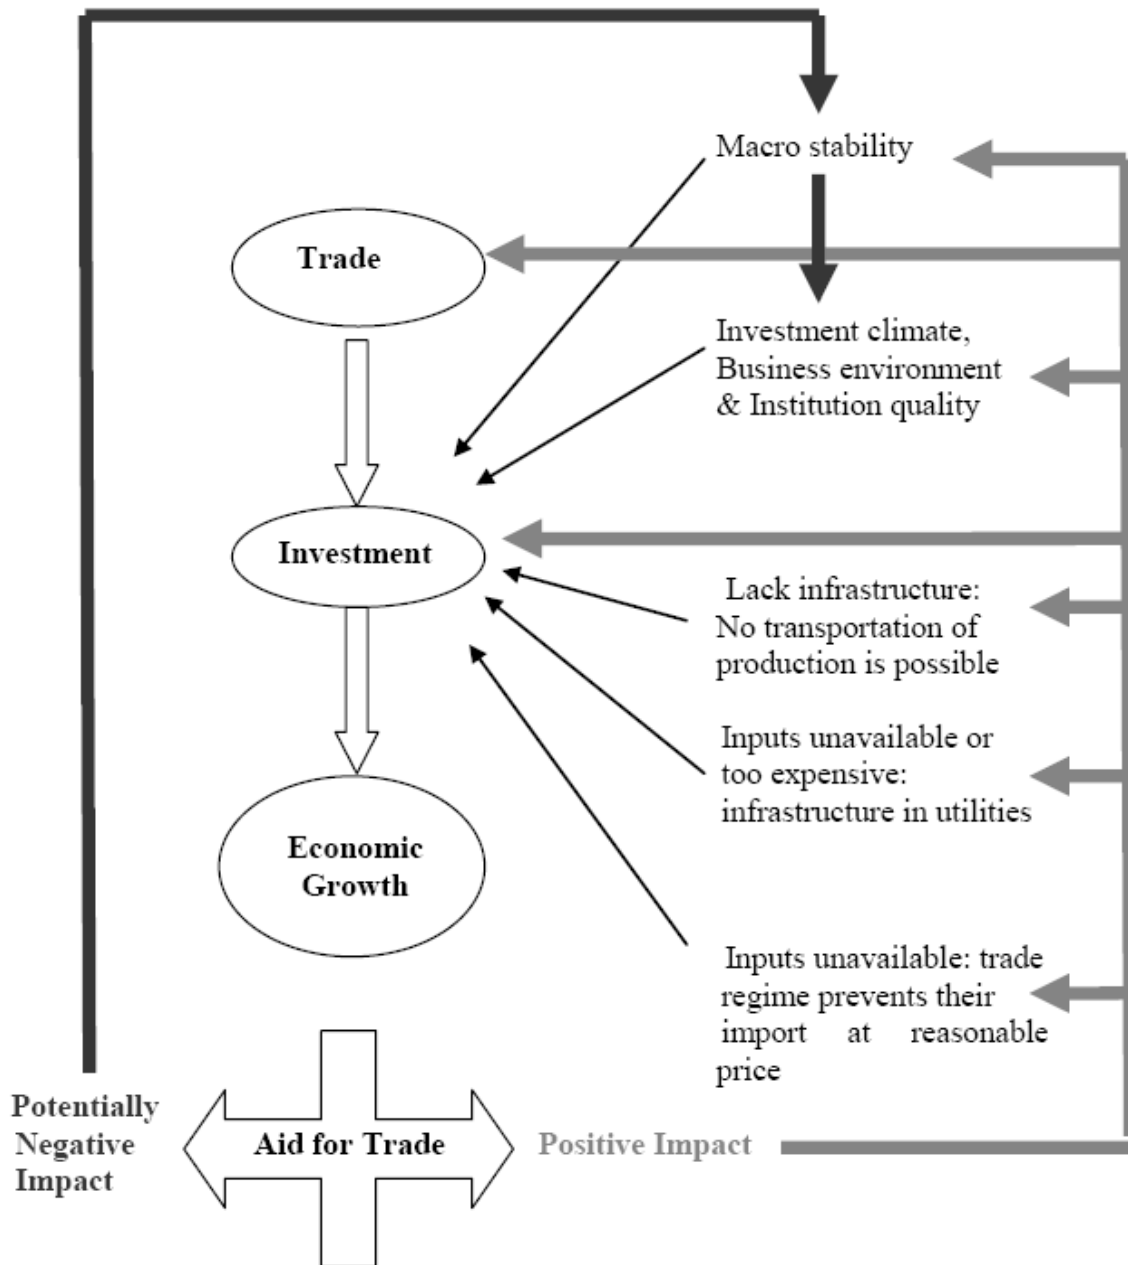 Macro stability
Trade
Investment climate,
Business environment
& Institution quality
Investment
Lack infrastructure:
No transportation of
production is possible
Inputs unavailable or
too expensive:
infrastructure in utilities
Economic
Growth
Inputs unavailable: trade
regime prevents their
import at reasonable
price
Potentially
Negative
Impact
Aid for Trade
Positive Impact